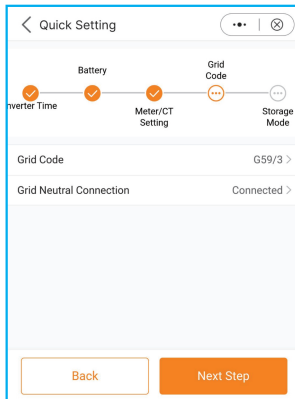 Quick Setting
Battery
Grid
Code
nverter Time
Meter/CT
Setting
Storage
Mode
Grid Code G59/3
Grid Neutral Connection Connected
Back Next Step